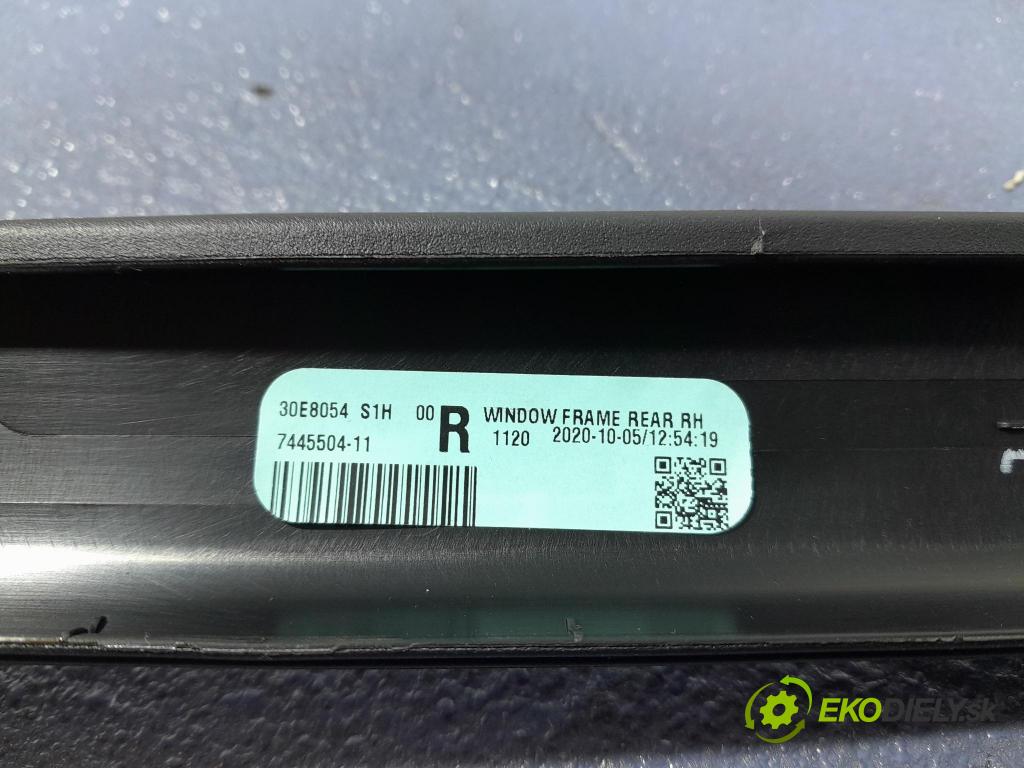 30E8054 S1H 00 R WINDOW FRAME REAR RH
7445504-11 1120 2020-10-05/12:54:19
EKODIELY.sk